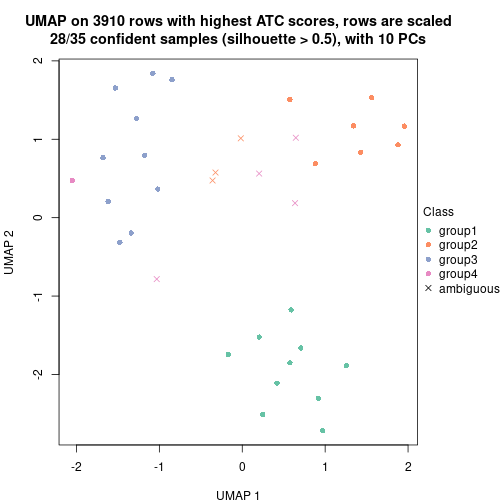 UMAP on 3910 rows with highest ATC scores, rows are scaled
28/35 confident samples (silhouette > 0.5), with 10 PCs
UMAP 2
2
1
0
-1
-2
-2
-1
0
1
2
UMAP 1
Class
group1
group2
group3
group4
ambiguous